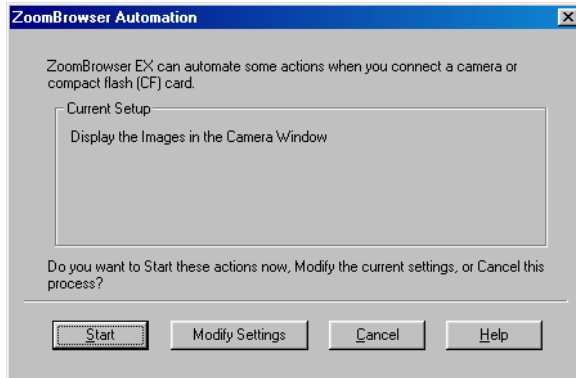 ZoomBrowser Automation
ZoomBrowser EX can automate some actions when you connect a camera or
compact flash (CF) card.
Current Setup
Display the Images in the Camera Window
Do you want to Start these actions now, Modify the current settings, or Cancel this
process?
Start Modify Settings Cancel Help